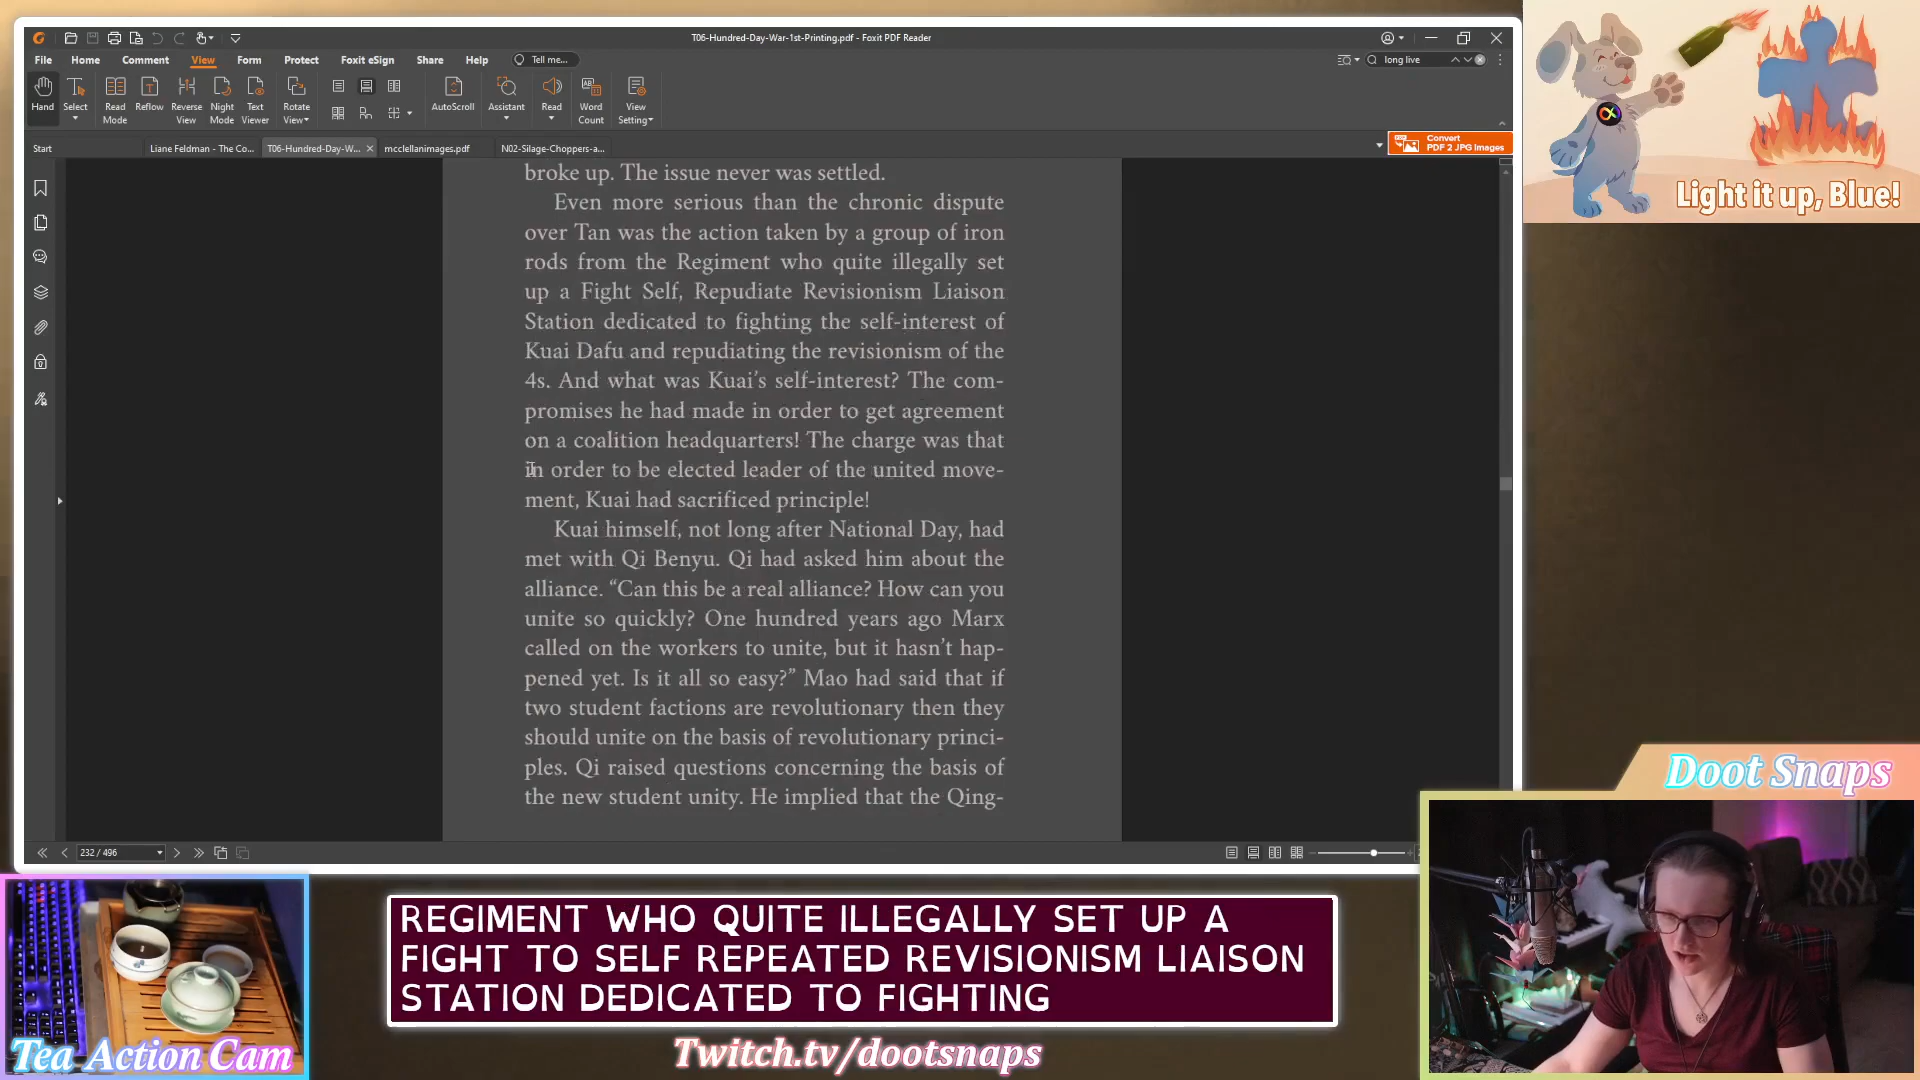 T06-Hundred-Day-War-1st-Printing.pdf - Foxit PDF Reader
File Home Comment View Form Protect Foxit eSign Share Help Tell me... long live
Hand Select Read Mode Reflow Reverse View Night Mode Text Viewer Rotate View AutoScroll Assistant Read Word Count View Setting
Start Liane Feldman - The Co... T06-Hundred-Day-W... mcclellanimages.pdf N02-Silage-Choppers-a...
Convert
PDF 2 JPG Images
broke up. The issue never was settled.
Even more serious than the chronic dispute
over Tan was the action taken by a group of iron
rods from the Regiment who quite illegally set
up a Fight Self, Repudiate Revisionism Liaison
Station dedicated to fighting the self-interest of
Kuai Dafu and repudiating the revisionism of the
4s. And what was Kuai's self-interest? The com-
promises he had made in order to get agreement
on a coalition headquarters! The charge was that
in order to be elected leader of the united move-
ment, Kuai had sacrificed principle!
Kuai himself, not long after National Day, had
met with Qi Benyu. Qi had asked him about the
alliance. “Can this be a real alliance? How can you
unite so quickly? One hundred years ago Marx
called on the workers to unite, but it hasn't hap-
pened yet. Is it all so easy?” Mao had said that if
two student factions are revolutionary then they
should unite on the basis of revolutionary princi-
ples. Qi raised questions concerning the basis of
the new student unity. He implied that the Qing-
232 / 496
Light it up, Blue!
Doot Snaps
REGIMENT WHO QUITE ILLEGALLY SET UP A
FIGHT TO SELF REPEATED REVISIONISM LIAISON
STATION DEDICATED TO FIGHTING
Tea Action Cam
Twitch.tv/dootsnaps